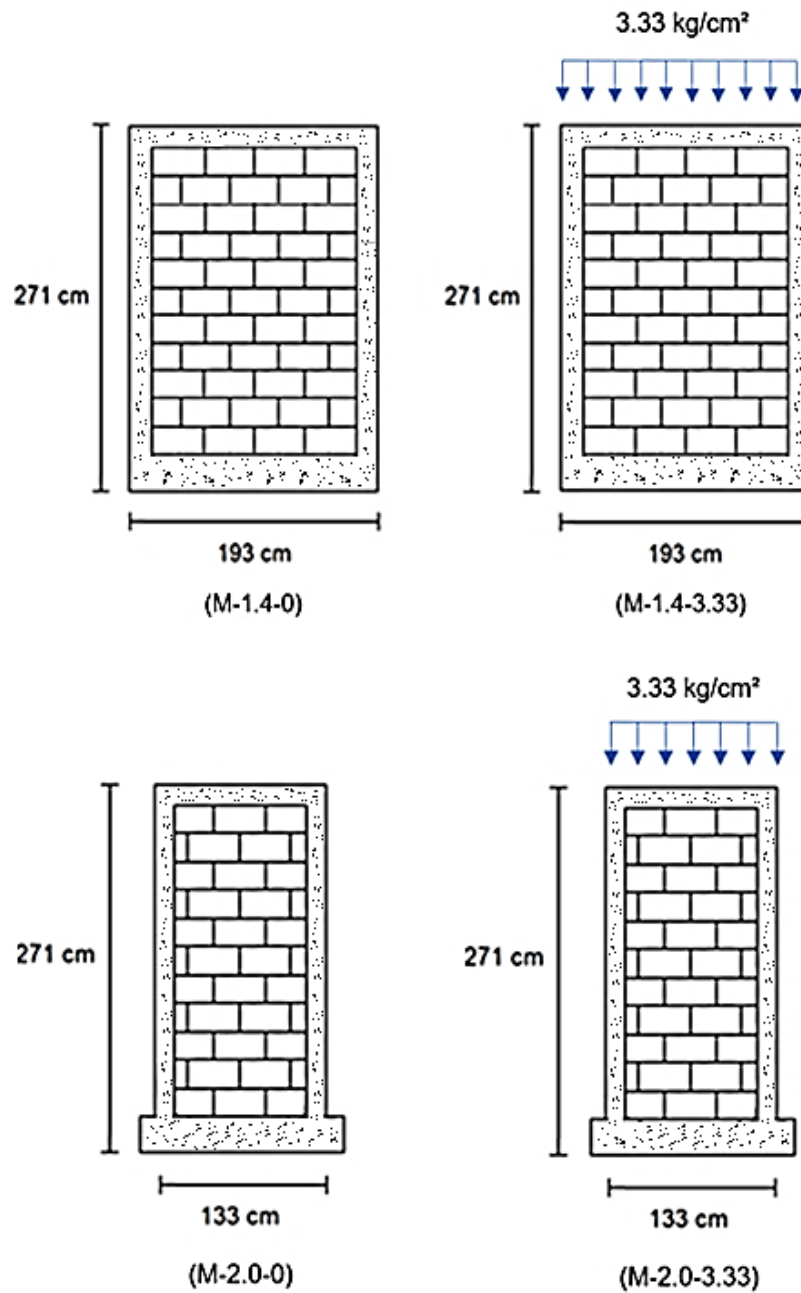 3.33 kg/cm²
271 cm
271 cm
193 cm
193 cm
(M-1.4-0)
(M-1.4-3.33)
3.33 kg/cm²
271 cm
271 cm
133 cm
133 cm
(M-2.0-0)
(M-2.0-3.33)